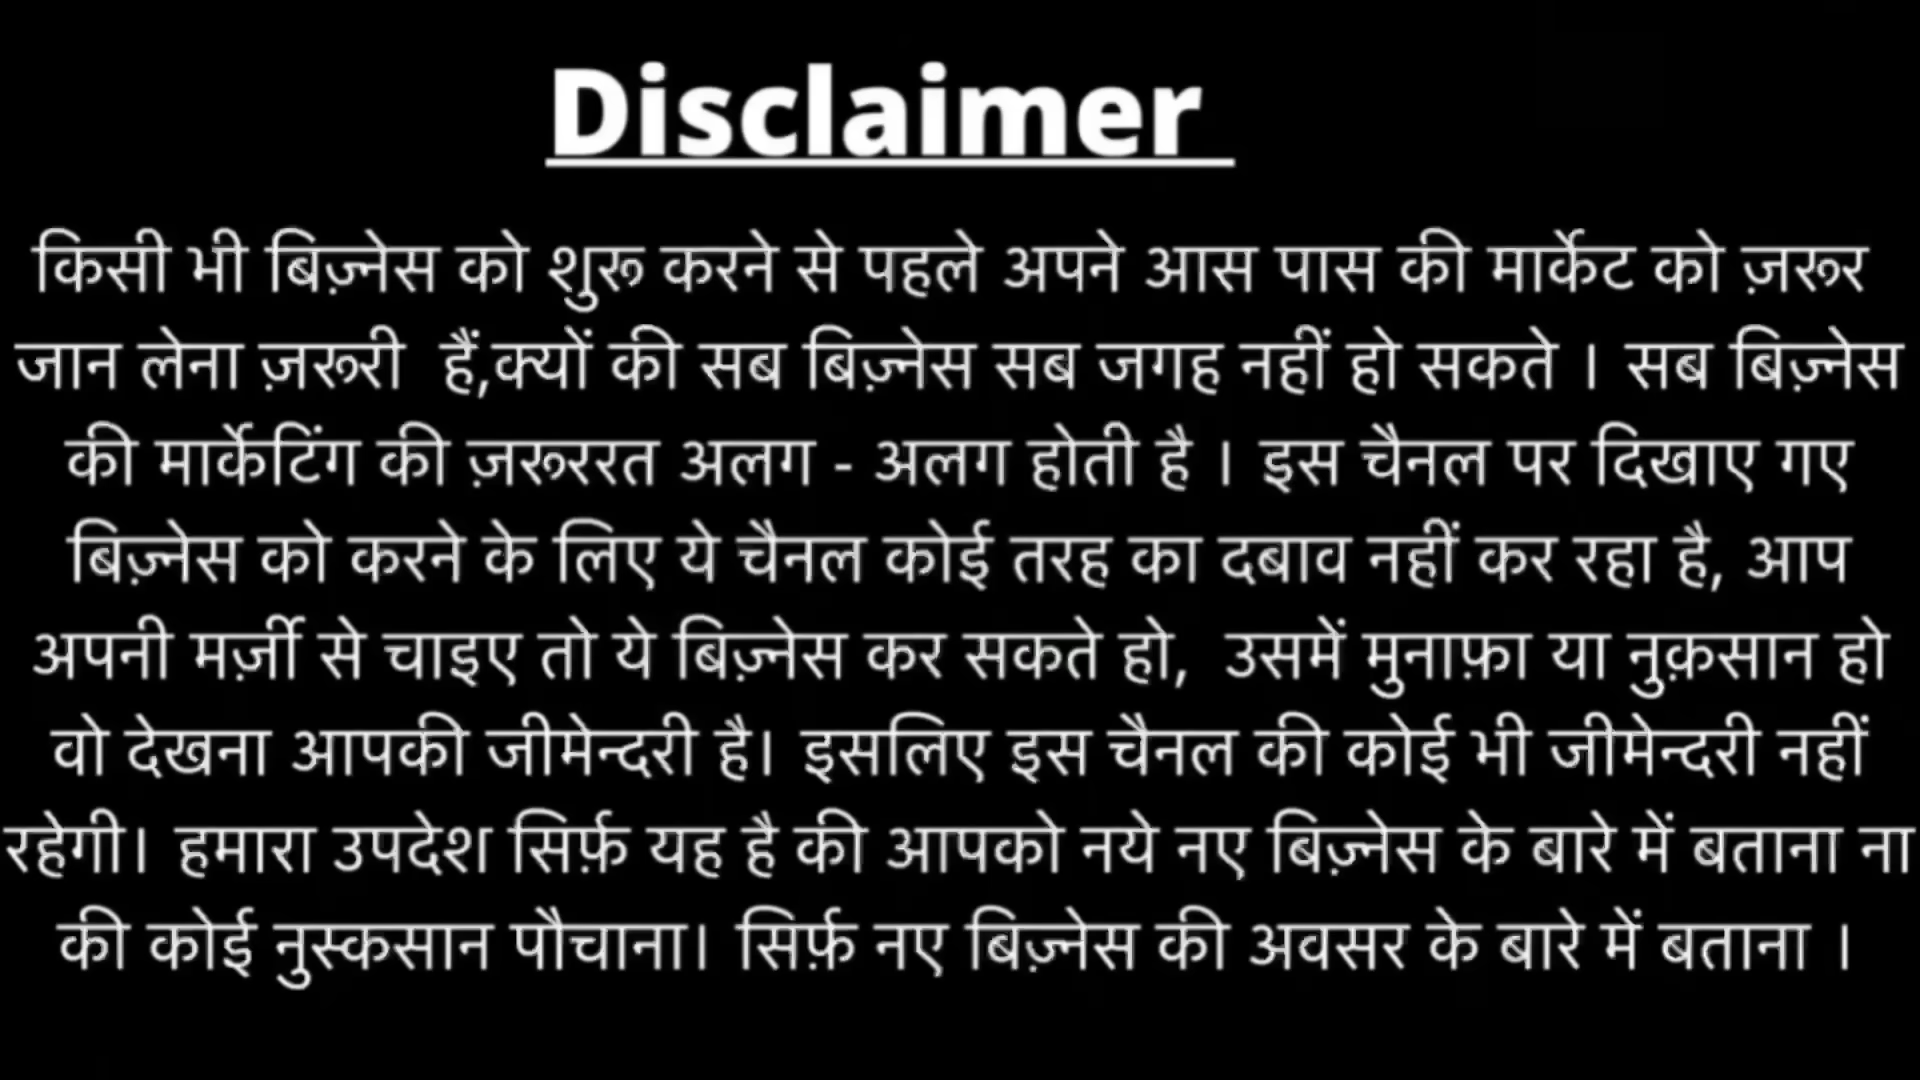 Disclaimer
किसी भी बिज़्नेस को शुरू करने से पहले अपने आस पास की मार्केट को ज़रूर
जान लेना ज़रूरी हैं,क्यों की सब बिज़्नेस सब जगह नहीं हो सकते । सब बिज़्नेस
की मार्केटिंग की ज़रूररत अलग - अलग होती है । इस चैनल पर दिखाए गए
बिज़्नेस को करने के लिए ये चैनल कोई तरह का दबाव नहीं कर रहा है, आप
अपनी मर्ज़ी से चाइए तो ये बिज़्नेस कर सकते हो, उसमें मुनाफ़ा या नुक़सान हो
वो देखना आपकी जीमेन्दरी है। इसलिए इस चैनल की कोई भी जीमेन्दरी नहीं
रहेगी। हमारा उपदेश सिर्फ़ यह है की आपको नये नए बिज़्नेस के बारे में बताना ना
की कोई नुस्कसान पौचाना। सिर्फ़ नए बिज़्नेस की अवसर के बारे में बताना ।